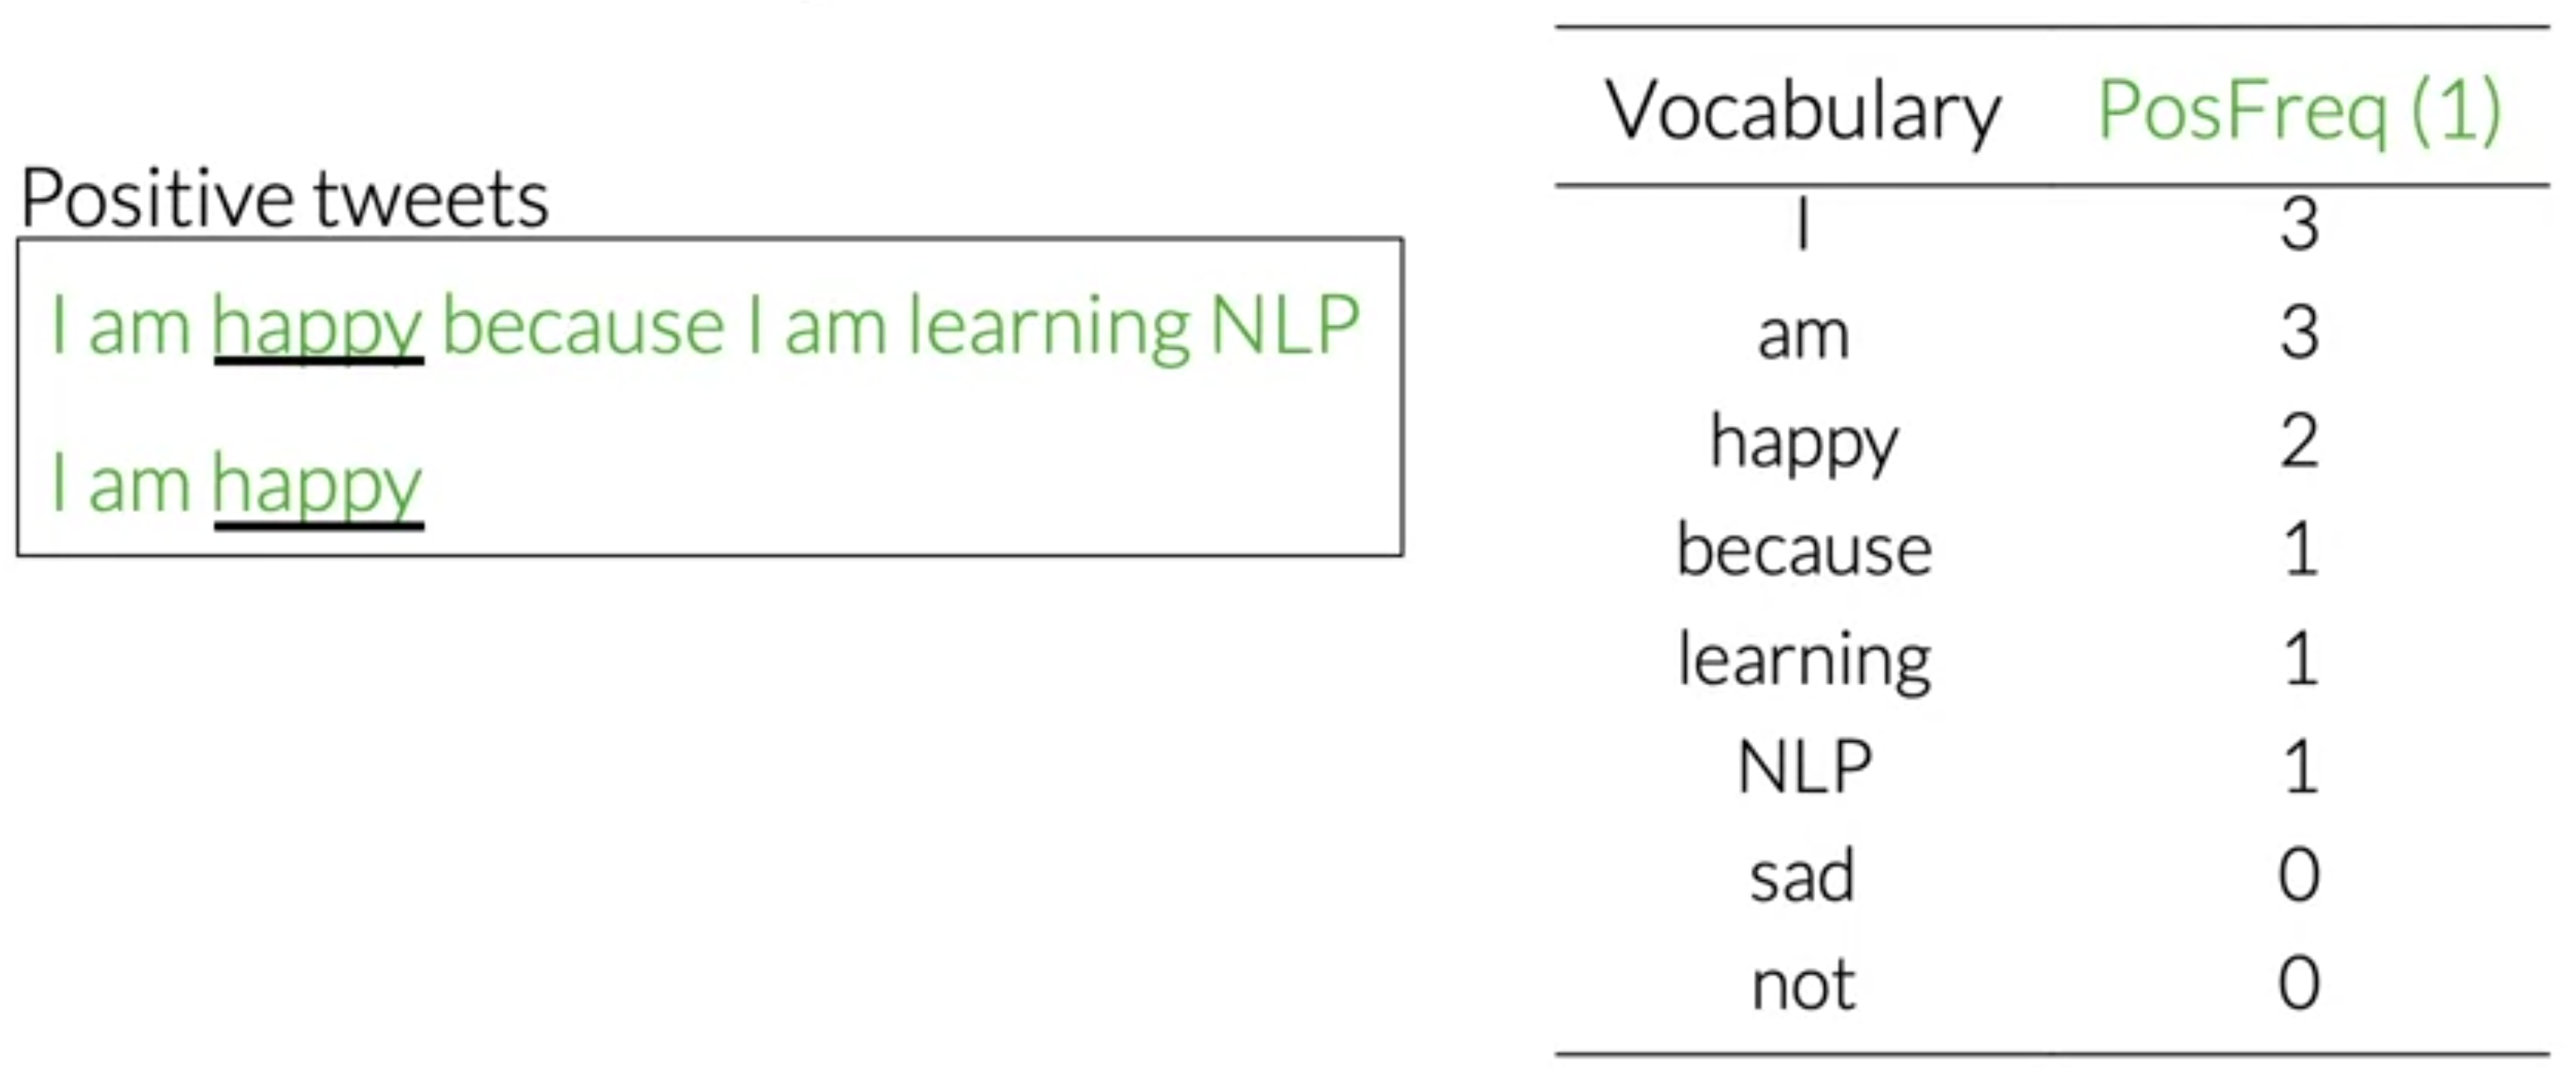 Positive tweets
I am happy because I am learning NLP
I am happy
Vocabulary PosFreq (1)
I 3
am 3
happy 2
because 1
learning 1
NLP 1
sad 0
not 0